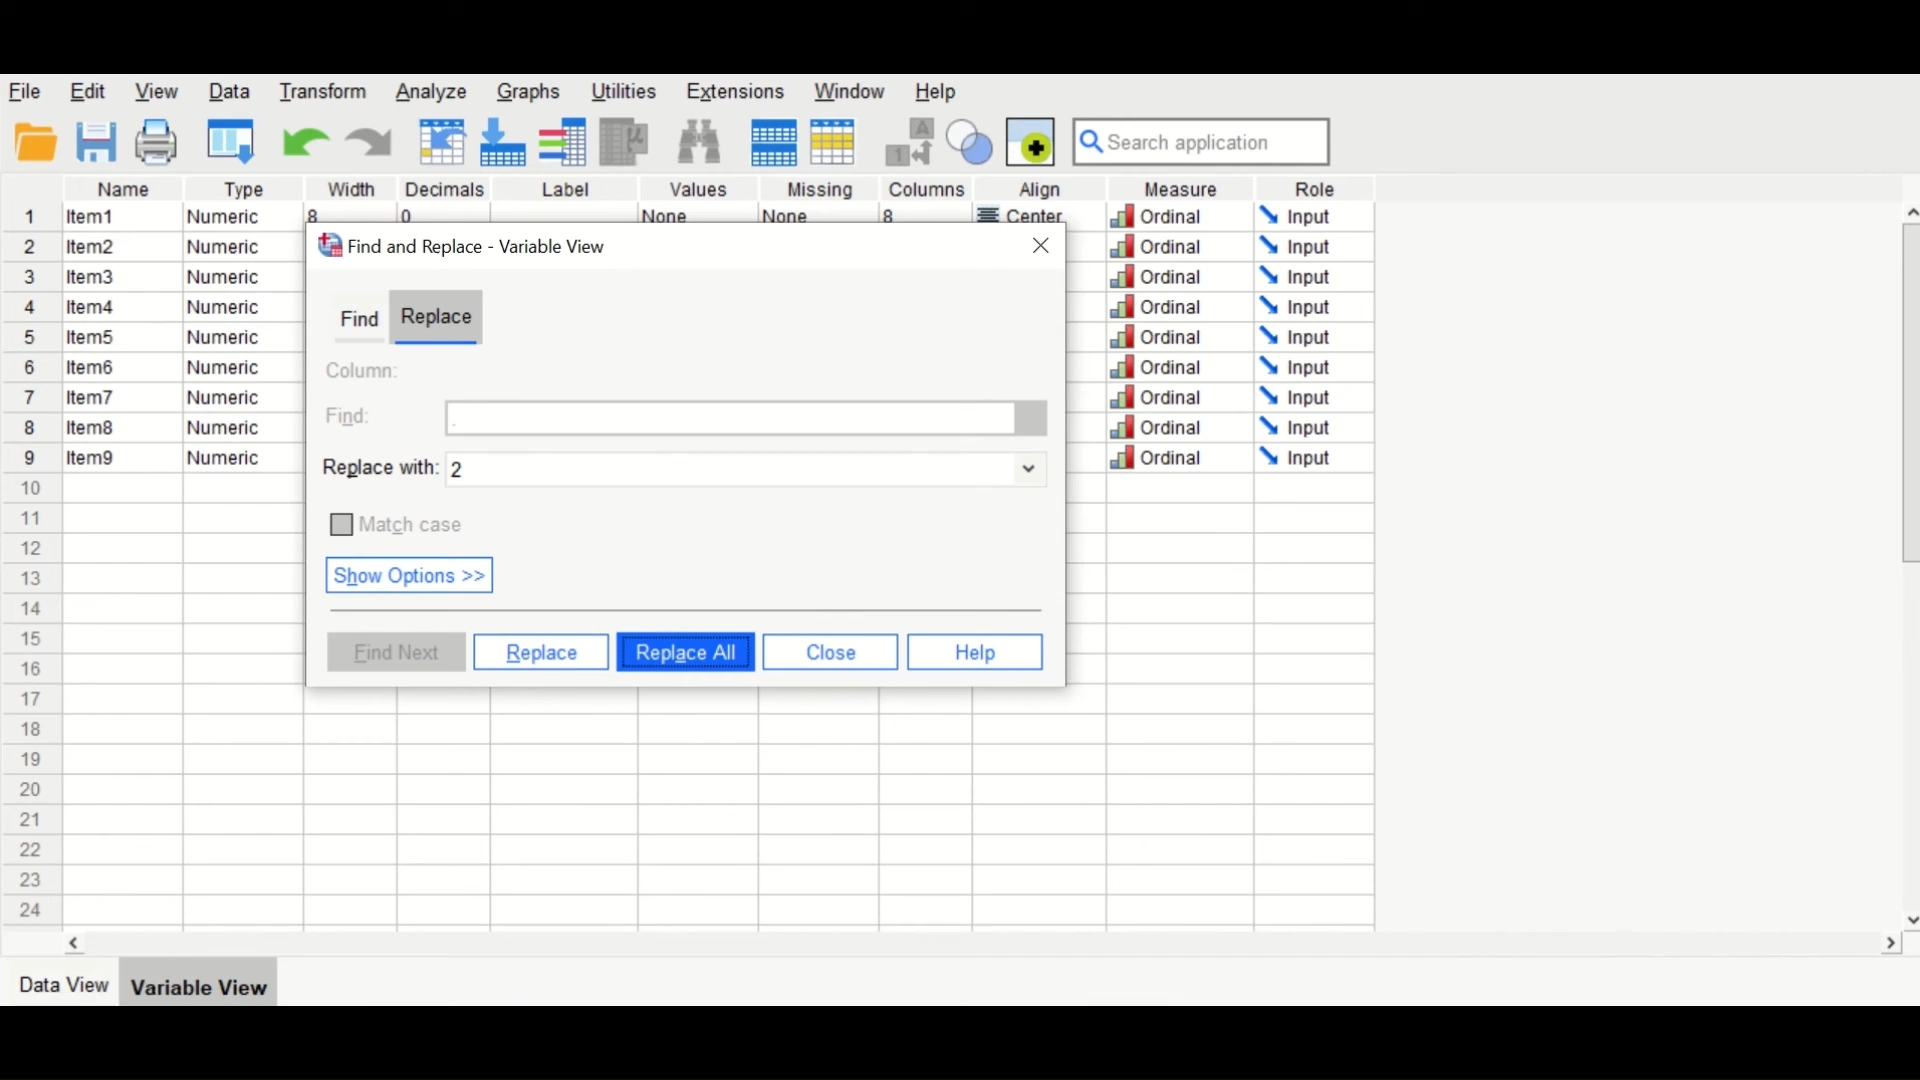 File Edit View Data Transform Analyze Graphs Utilities Extensions Window Help
Search application
Name Type Width Decimals Label Values Missing Columns Align Measure Role
1 Item1 Numeric 8 0 None None 8 Center Ordinal Input
2 Item2 Numeric Ordinal Input
3 Item3 Numeric Ordinal Input
4 Item4 Numeric Ordinal Input
5 Item5 Numeric Ordinal Input
6 Item6 Numeric Ordinal Input
7 Item7 Numeric Ordinal Input
8 Item8 Numeric Ordinal Input
9 Item9 Numeric Ordinal Input
10
11
12
13
14
15
16
17
18
19
20
21
22
23
24
Find and Replace - Variable View
Find Replace
Column:
Find: .
Replace with: 2
Match case
Show Options >>
Find Next Replace Replace All Close Help
Data View Variable View